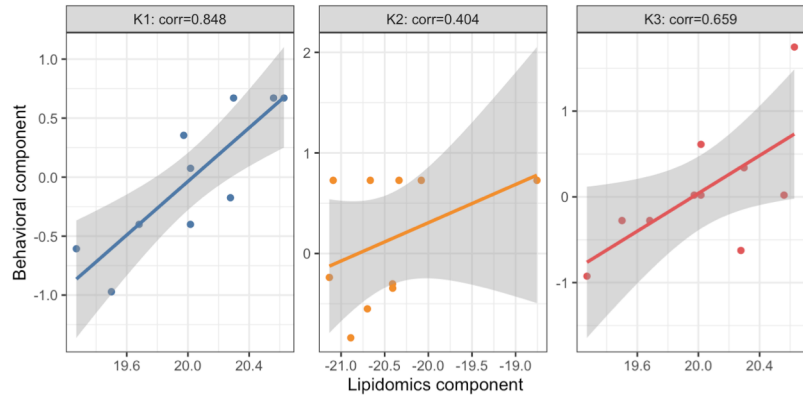 K1: corr=0.848
K2: corr=0.404
K3: corr=0.659
Behavioral component
1.0
0.5
0.0
-0.5
-1.0
2
1
0
1
0
-1
19.6 20.0 20.4
-21.0 -20.5 -20.0 -19.5 -19.0
19.6 20.0 20.4
Lipidomics component